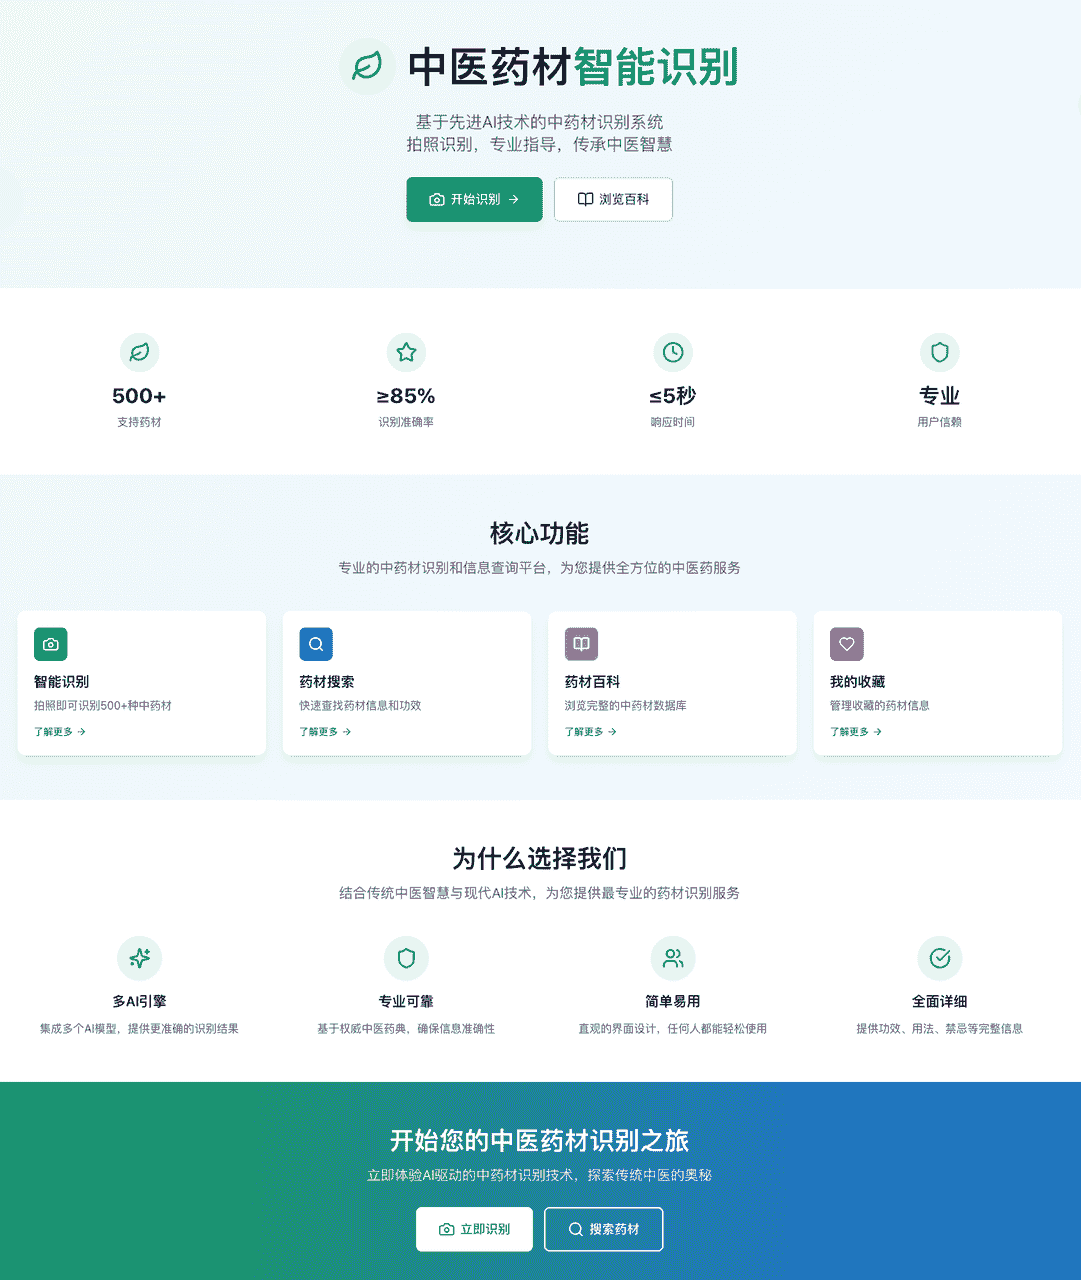 中医药材智能识别
基于先进AI技术的中药材识别系统
拍照识别，专业指导，传承中医智慧
开始识别 →
浏览百科
500+
支持药材
≥85%
识别准确率
≤5秒
响应时间
专业
用户信赖
核心功能
专业的中药材识别和信息查询平台，为您提供全方位的中医药服务
智能识别
拍照即可识别500+种中药材
了解更多 →
药材搜索
快速查找药材信息和功效
了解更多 →
药材百科
浏览完整的中药材数据库
了解更多 →
我的收藏
管理收藏的药材信息
了解更多 →
为什么选择我们
结合传统中医智慧与现代AI技术，为您提供最专业的药材识别服务
多AI引擎
集成多个AI模型，提供更准确的识别结果
专业可靠
基于权威中医药典，确保信息准确性
简单易用
直观的界面设计，任何人都能轻松使用
全面详细
提供功效、用法、禁忌等完整信息
开始您的中医药材识别之旅
立即体验AI驱动的中药材识别技术，探索传统中医的奥秘
立即识别
搜索药材